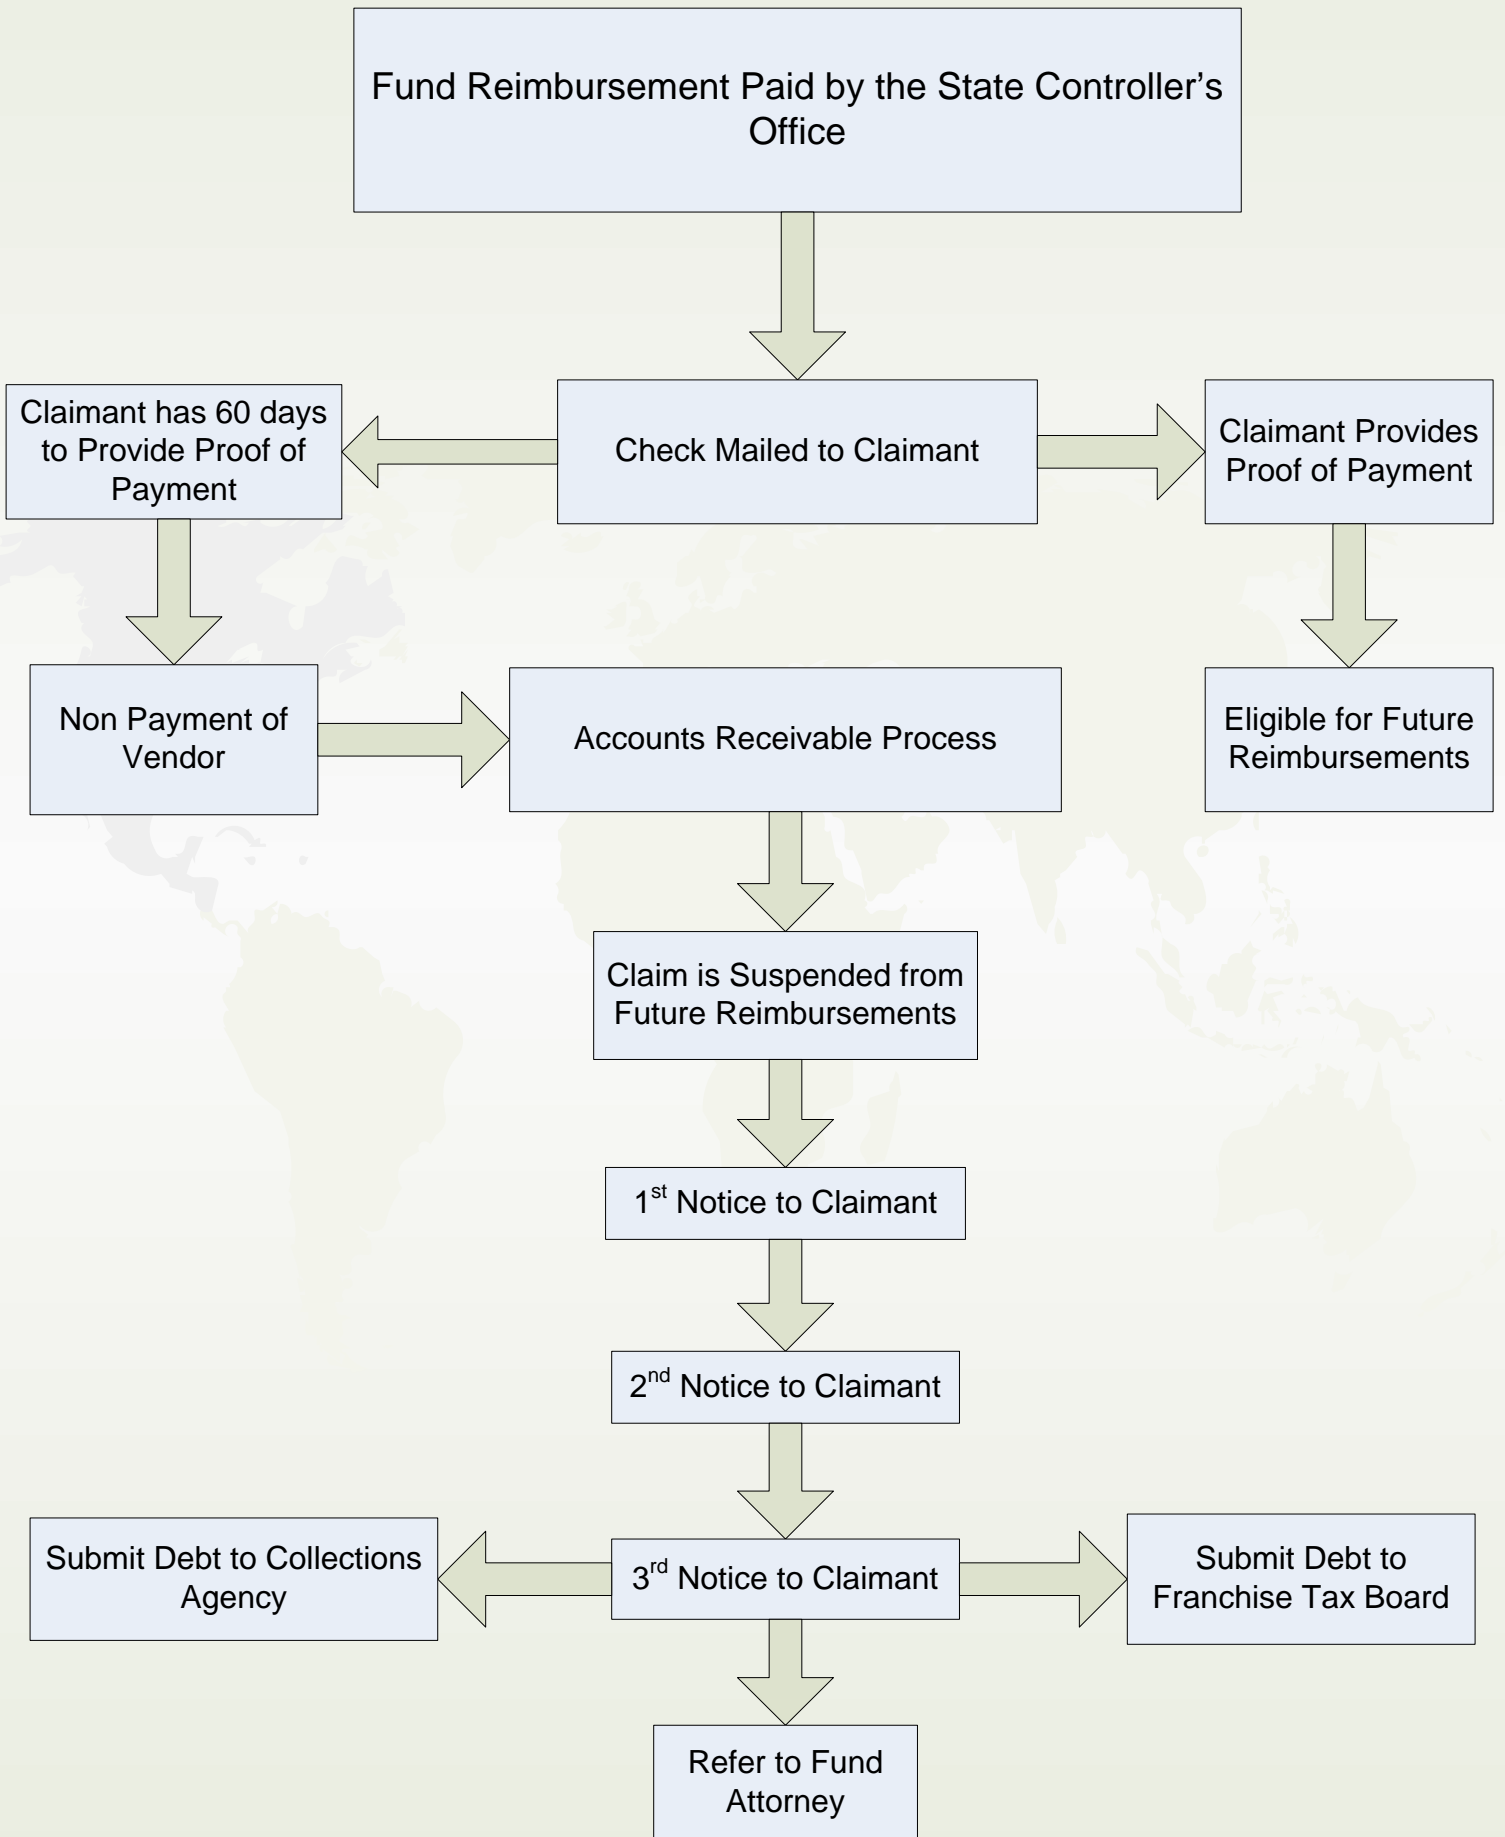 Fund Reimbursement Paid by the State Controller’s
Office
Claimant has 60 days
to Provide Proof of
Payment
Check Mailed to Claimant
Claimant Provides
Proof of Payment
Non Payment of
Vendor
Accounts Receivable Process
Eligible for Future
Reimbursements
Claim is Suspended from
Future Reimbursements
1st Notice to Claimant
2nd Notice to Claimant
Submit Debt to Collections
Agency
3rd Notice to Claimant
Submit Debt to
Franchise Tax Board
Refer to Fund
Attorney